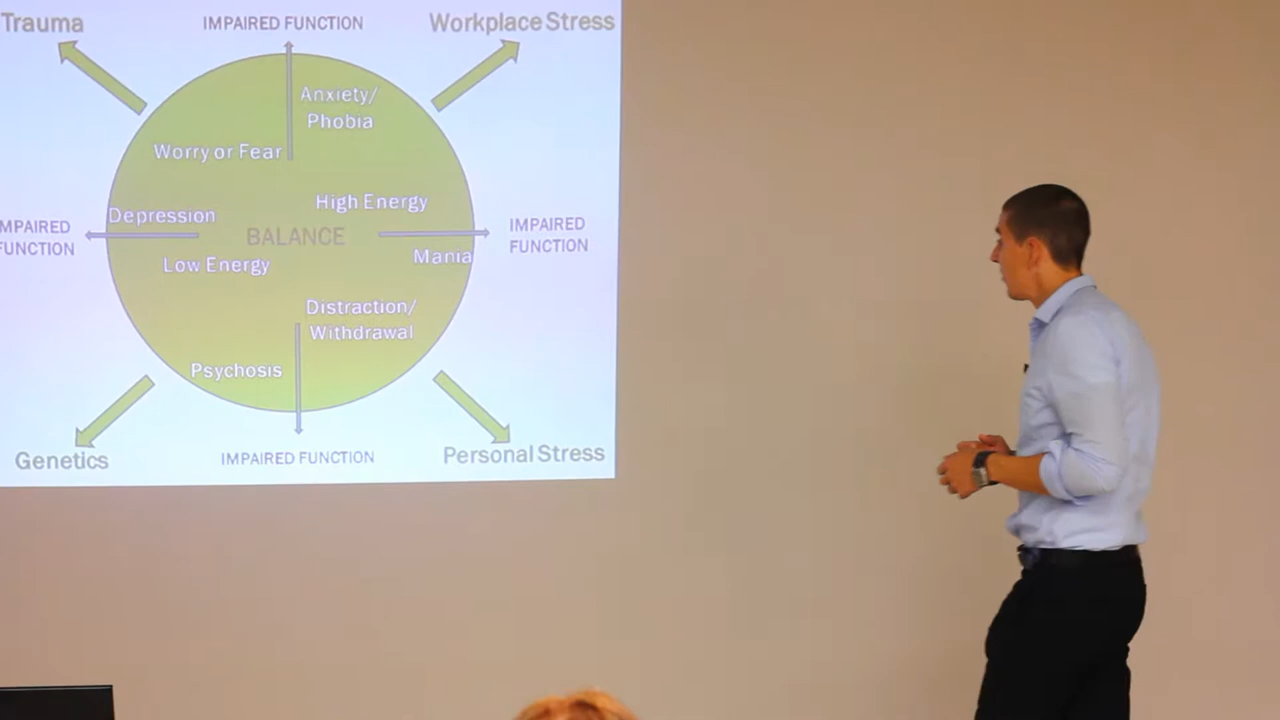 Trauma
IMPAIRED FUNCTION
Workplace Stress
Anxiety/
Phobia
Worry or Fear
High Energy
Depression
MPAIRED
FUNCTION
BALANCE
IMPAIRED
FUNCTION
Mania
Low Energy
Distraction/
Withdrawal
Psychosis
Genetics
IMPAIRED FUNCTION
Personal Stress